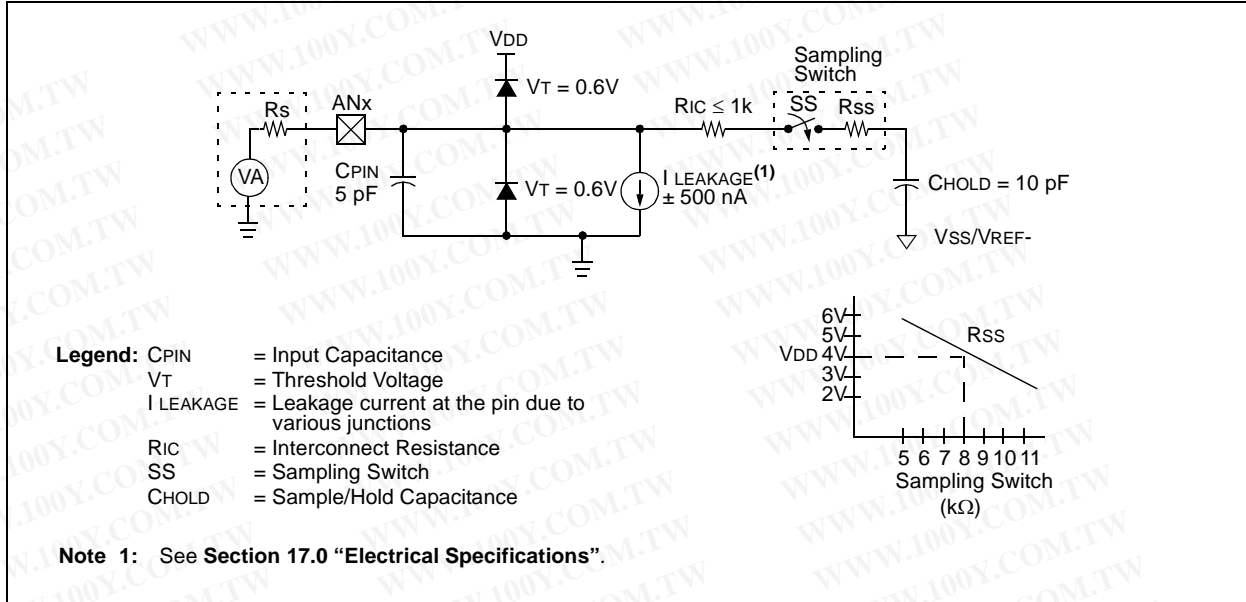 VDD
Sampling
Switch
VT = 0.6V
RIC ≤ 1k
SS
RSS
RS
ANx
VA
CPIN
5 pF
VT = 0.6V
I LEAKAGE(1)
± 500 nA
CHOLD = 10 pF
VSS/VREF-
6V
5V
VDD 4V
3V
2V
RSS
5 6 7 8 9 10 11
Sampling Switch
(kΩ)
Legend: CPIN = Input Capacitance
VT = Threshold Voltage
I LEAKAGE = Leakage current at the pin due to
various junctions
RIC = Interconnect Resistance
SS = Sampling Switch
CHOLD = Sample/Hold Capacitance
Note 1: See Section 17.0 “Electrical Specifications”.
WWW.100Y.COM.TW